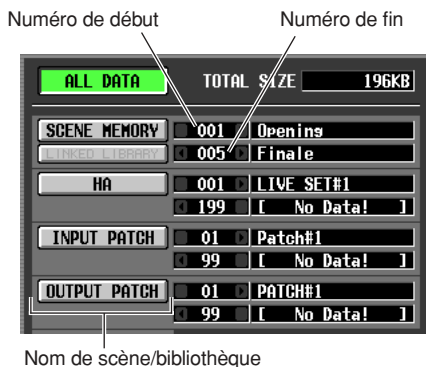 Numéro de début Numéro de fin
ALL DATA TOTAL SIZE 196KB
SCENE MEMORY 001 Opening
LINKED LIBRARY 005 Finale
HA 001 LIVE SET#1
199 [ No Data! ]
INPUT PATCH 01 Patch#1
99 [ No Data! ]
OUTPUT PATCH 01 PATCH#1
99 [ No Data! ]
Nom de scène/bibliothèque